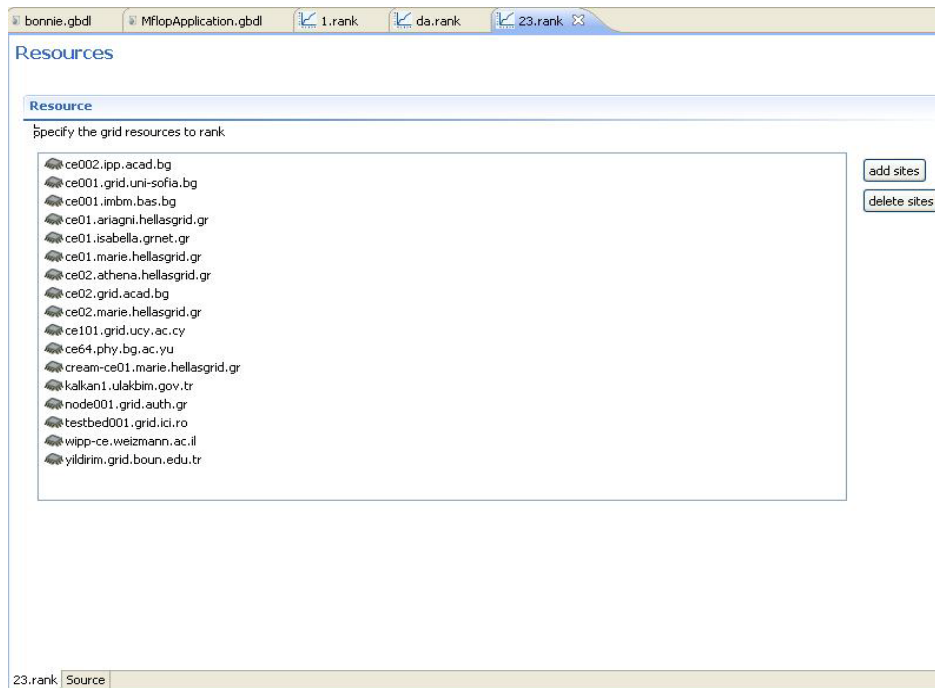 bonnie.gbdl MflopApplication.gbdl 1.rank da.rank 23.rank
Resources
Resource
Specify the grid resources to rank
ce002.ipp.acad.bg
ce001.grid.uni-sofia.bg
ce001.imbm.bas.bg
ce01.ariagni.hellasgrid.gr
ce01.isabella.grnet.gr
ce01.marie.hellasgrid.gr
ce02.athena.hellasgrid.gr
ce02.grid.acad.bg
ce02.marie.hellasgrid.gr
ce101.grid.ucy.ac.cy
ce64.phy.bg.ac.yu
cream-ce01.marie.hellasgrid.gr
kalkan1.ulakbim.gov.tr
node001.grid.auth.gr
testbed001.grid.ici.ro
wipp-ce.weizmann.ac.il
yildirim.grid.boun.edu.tr
add sites
delete sites
23.rank Source